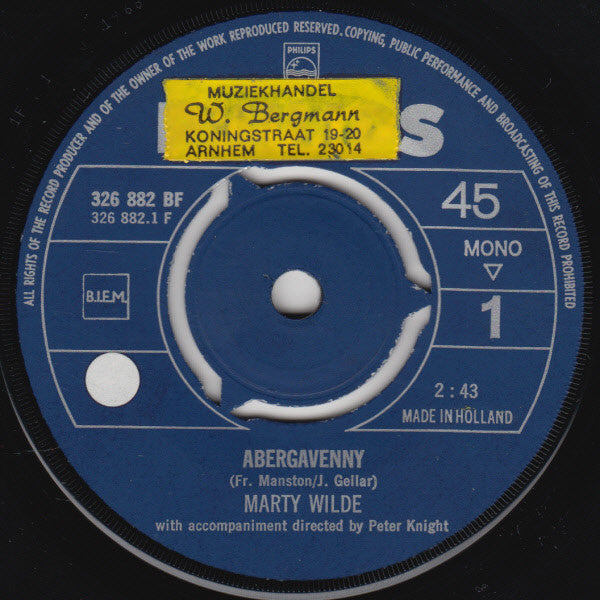 ALL RIGHTS OF THE RECORD PRODUCER AND OF THE OWNER OF THE WORK REPRODUCED RESERVED. COPYING, PUBLIC PERFORMANCE AND BROADCASTING OF THIS RECORD PROHIBITED
PHILIPS
MUZIEKHANDEL
W. Bergmann
KONINGSTRAAT 19-20
ARNHEM TEL. 23014
S
326 882 BF
326 882.1 F
45
MONO
1
B.I.E.M.
2 : 43
MADE IN HOLLAND
ABERGAVENNY
(Fr. Manston/J. Gellar)
MARTY WILDE
with accompaniment directed by Peter Knight